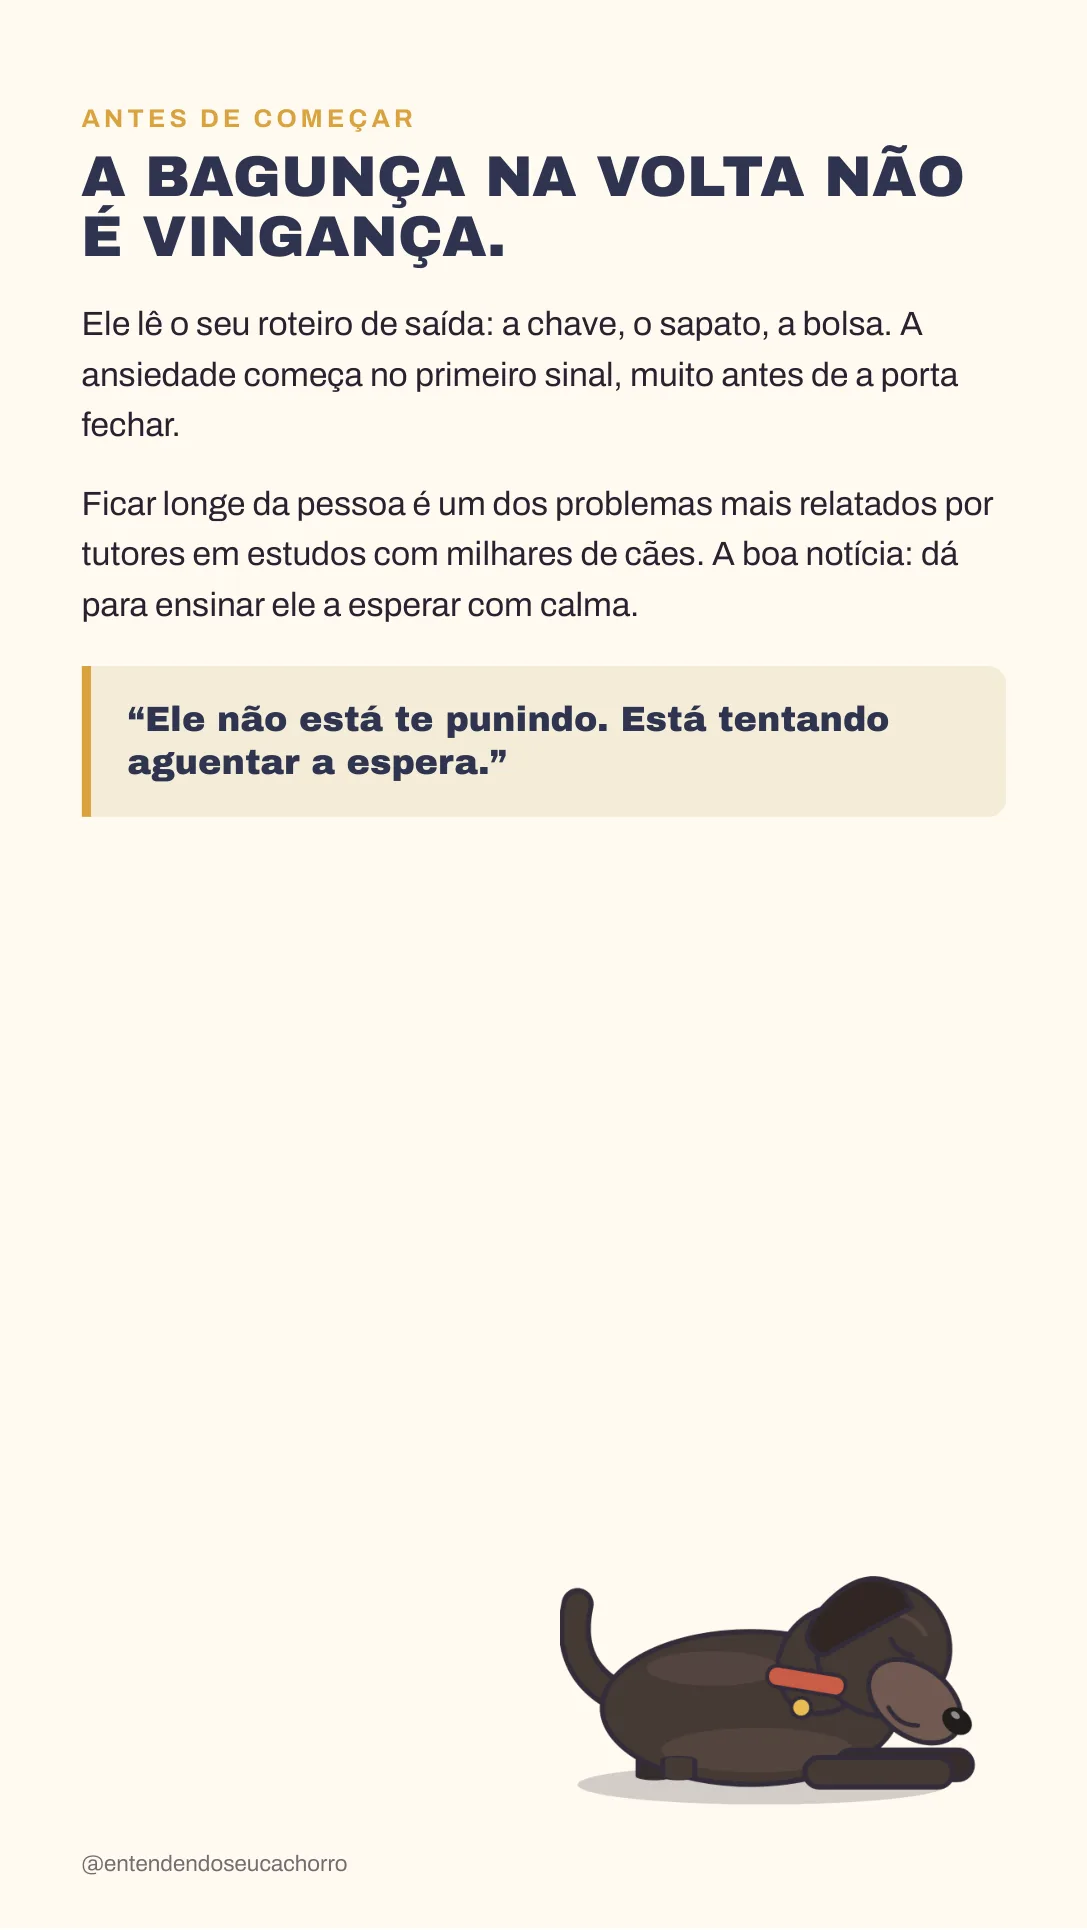 ANTES DE COMEÇAR
A BAGUNÇA NA VOLTA NÃO
É VINGANÇA.
Ele lê o seu roteiro de saída: a chave, o sapato, a bolsa. A
ansiedade começa no primeiro sinal, muito antes de a porta
fechar.
Ficar longe da pessoa é um dos problemas mais relatados por
tutores em estudos com milhares de cães. A boa notícia: dá
para ensinar ele a esperar com calma.
“Ele não está te punindo. Está tentando
aguentar a espera.”
@entendendoseucachorro